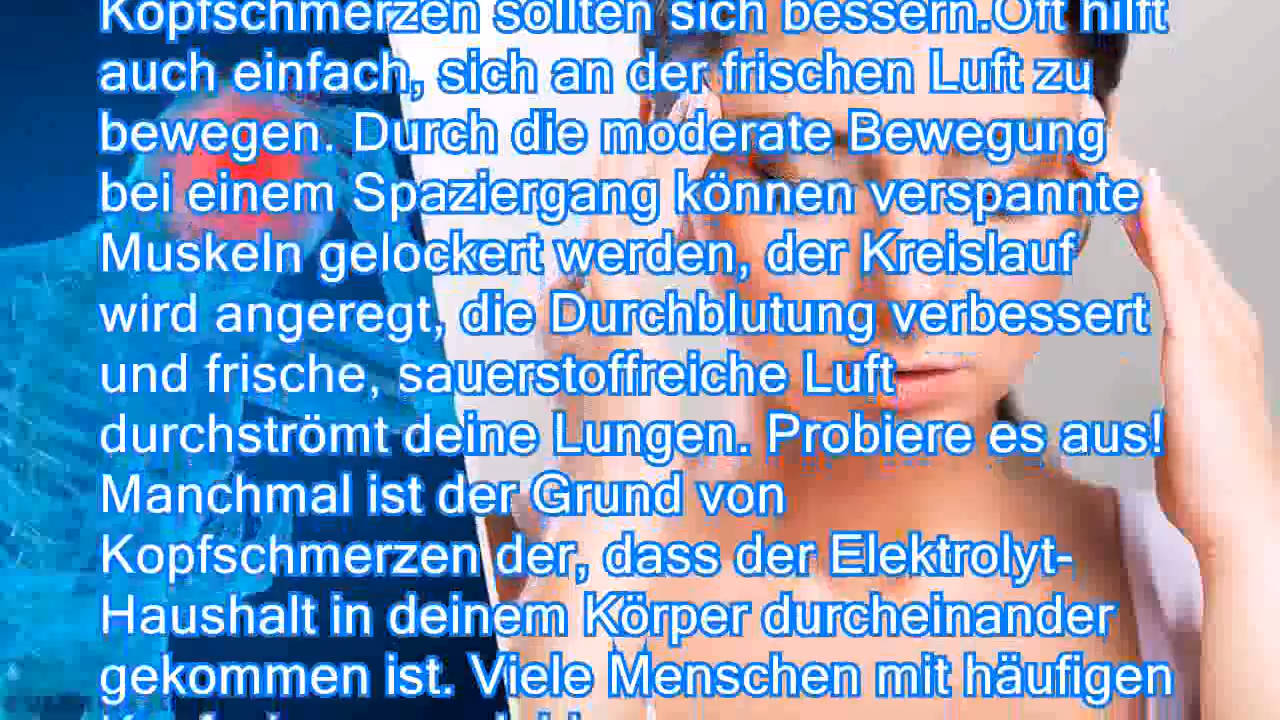 Kopfschmerzen sollten sich bessern.Oft hilft
auch einfach, sich an der frischen Luft zu
bewegen. Durch die moderate Bewegung
bei einem Spaziergang können verspannte
Muskeln gelockert werden, der Kreislauf
wird angeregt, die Durchblutung verbessert
und frische, sauerstoffreiche Luft
durchströmt deine Lungen. Probiere es aus!
Manchmal ist der Grund von
Kopfschmerzen der, dass der Elektrolyt-
Haushalt in deinem Körper durcheinander
gekommen ist. Viele Menschen mit häufigen